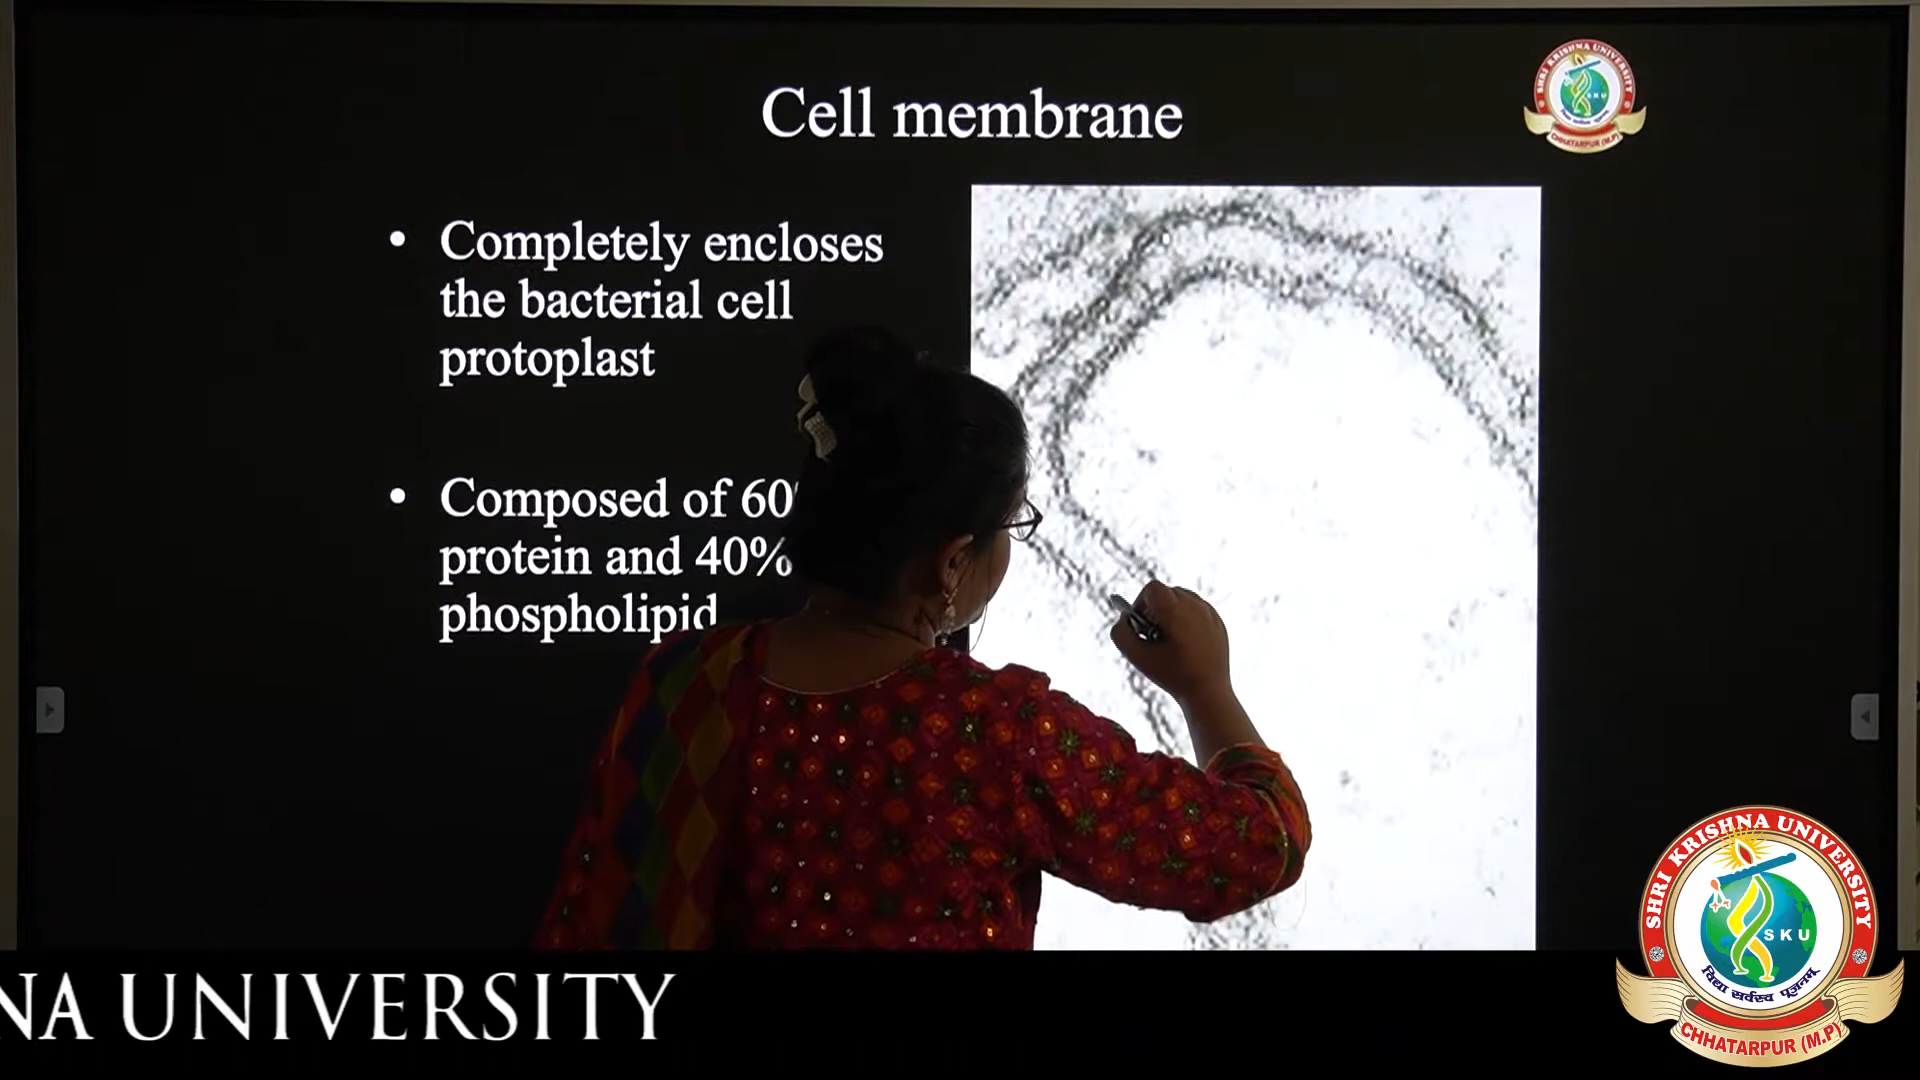 Cell membrane
SHRI KRISHNA UNIVERSITY
SKU
CHHATARPUR (M.P)
• Completely encloses
the bacterial cell
protoplast
• Composed of 60
protein and 40%
phospholipid
SHRI KRISHNA UNIVERSITY
SKU
विद्या सर्वस्व पूजनम्
CHHATARPUR (M.P)
NA UNIVERSITY